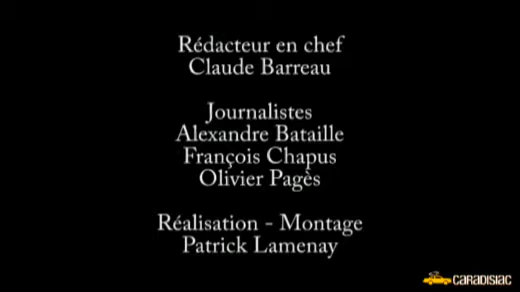 Rédacteur en chef
Claude Barreau
Journalistes
Alexandre Bataille
François Chapus
Olivier Pagès
Réalisation - Montage
Patrick Lamenay
CARADISIAC